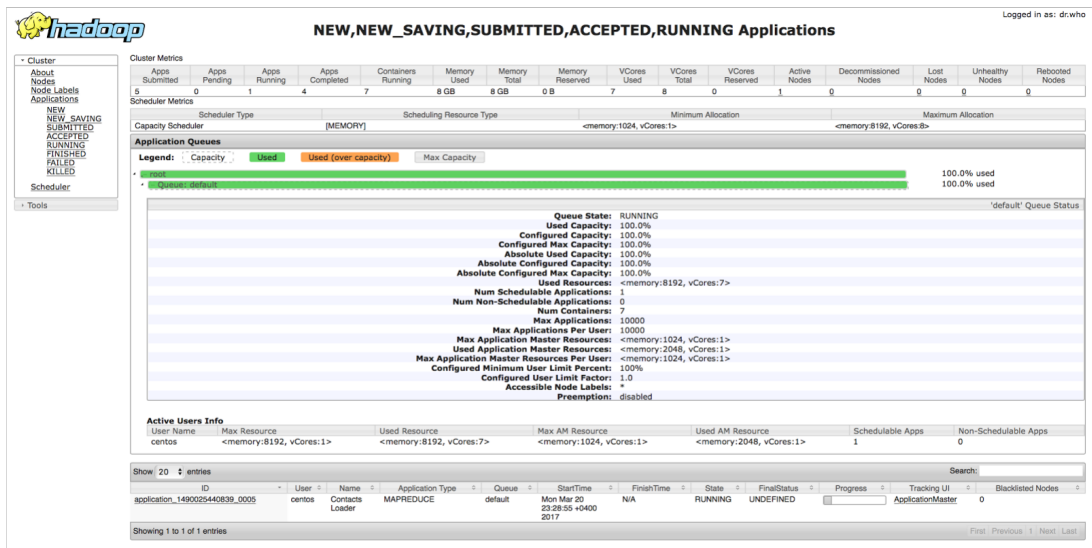 Logged in as: dr.who
hadoop
NEW,NEW_SAVING,SUBMITTED,ACCEPTED,RUNNING Applications
Cluster
About
Nodes
Node Labels
Applications
NEW
NEW_SAVING
SUBMITTED
ACCEPTED
RUNNING
FINISHED
FAILED
KILLED
Scheduler
Tools
Cluster Metrics
Apps Submitted Apps Pending Apps Running Apps Completed Containers Running Memory Used Memory Total Memory Reserved VCores Used VCores Total VCores Reserved Active Nodes Decommissioned Nodes Lost Nodes Unhealthy Nodes Rebooted Nodes
5 0 1 4 7 8 GB 8 GB 0 B 7 8 0 1 0 0 0 0
Scheduler Metrics
Scheduler Type Scheduling Resource Type Minimum Allocation Maximum Allocation
Capacity Scheduler [MEMORY] <memory:1024, vCores:1> <memory:8192, vCores:8>
Application Queues
Legend: Capacity Used Used (over capacity) Max Capacity
root 100.0% used
Queue: default 100.0% used
'default' Queue Status
Queue State: RUNNING
Used Capacity: 100.0%
Configured Capacity: 100.0%
Configured Max Capacity: 100.0%
Absolute Used Capacity: 100.0%
Absolute Configured Capacity: 100.0%
Absolute Configured Max Capacity: 100.0%
Used Resources: <memory:8192, vCores:7>
Num Schedulable Applications: 1
Num Non-Schedulable Applications: 0
Num Containers: 7
Max Applications: 10000
Max Applications Per User: 10000
Max Application Master Resources: <memory:1024, vCores:1>
Used Application Master Resources: <memory:2048, vCores:1>
Max Application Master Resources Per User: <memory:1024, vCores:1>
Configured Minimum User Limit Percent: 100%
Configured User Limit Factor: 1.0
Accessible Node Labels: *
Preemption: disabled
Active Users Info
User Name Max Resource Used Resource Max AM Resource Used AM Resource Schedulable Apps Non-Schedulable Apps
centos <memory:8192, vCores:1> <memory:8192, vCores:7> <memory:1024, vCores:1> <memory:2048, vCores:1> 1 0
Show 20 entries Search:
ID User Name Application Type Queue StartTime FinishTime State FinalStatus Progress Tracking UI Blacklisted Nodes
application_1490025440839_0005 centos Contacts Loader MAPREDUCE default Mon Mar 20 23:28:55 +0400 2017 N/A RUNNING UNDEFINED ApplicationMaster 0
Showing 1 to 1 of 1 entries First Previous 1 Next Last